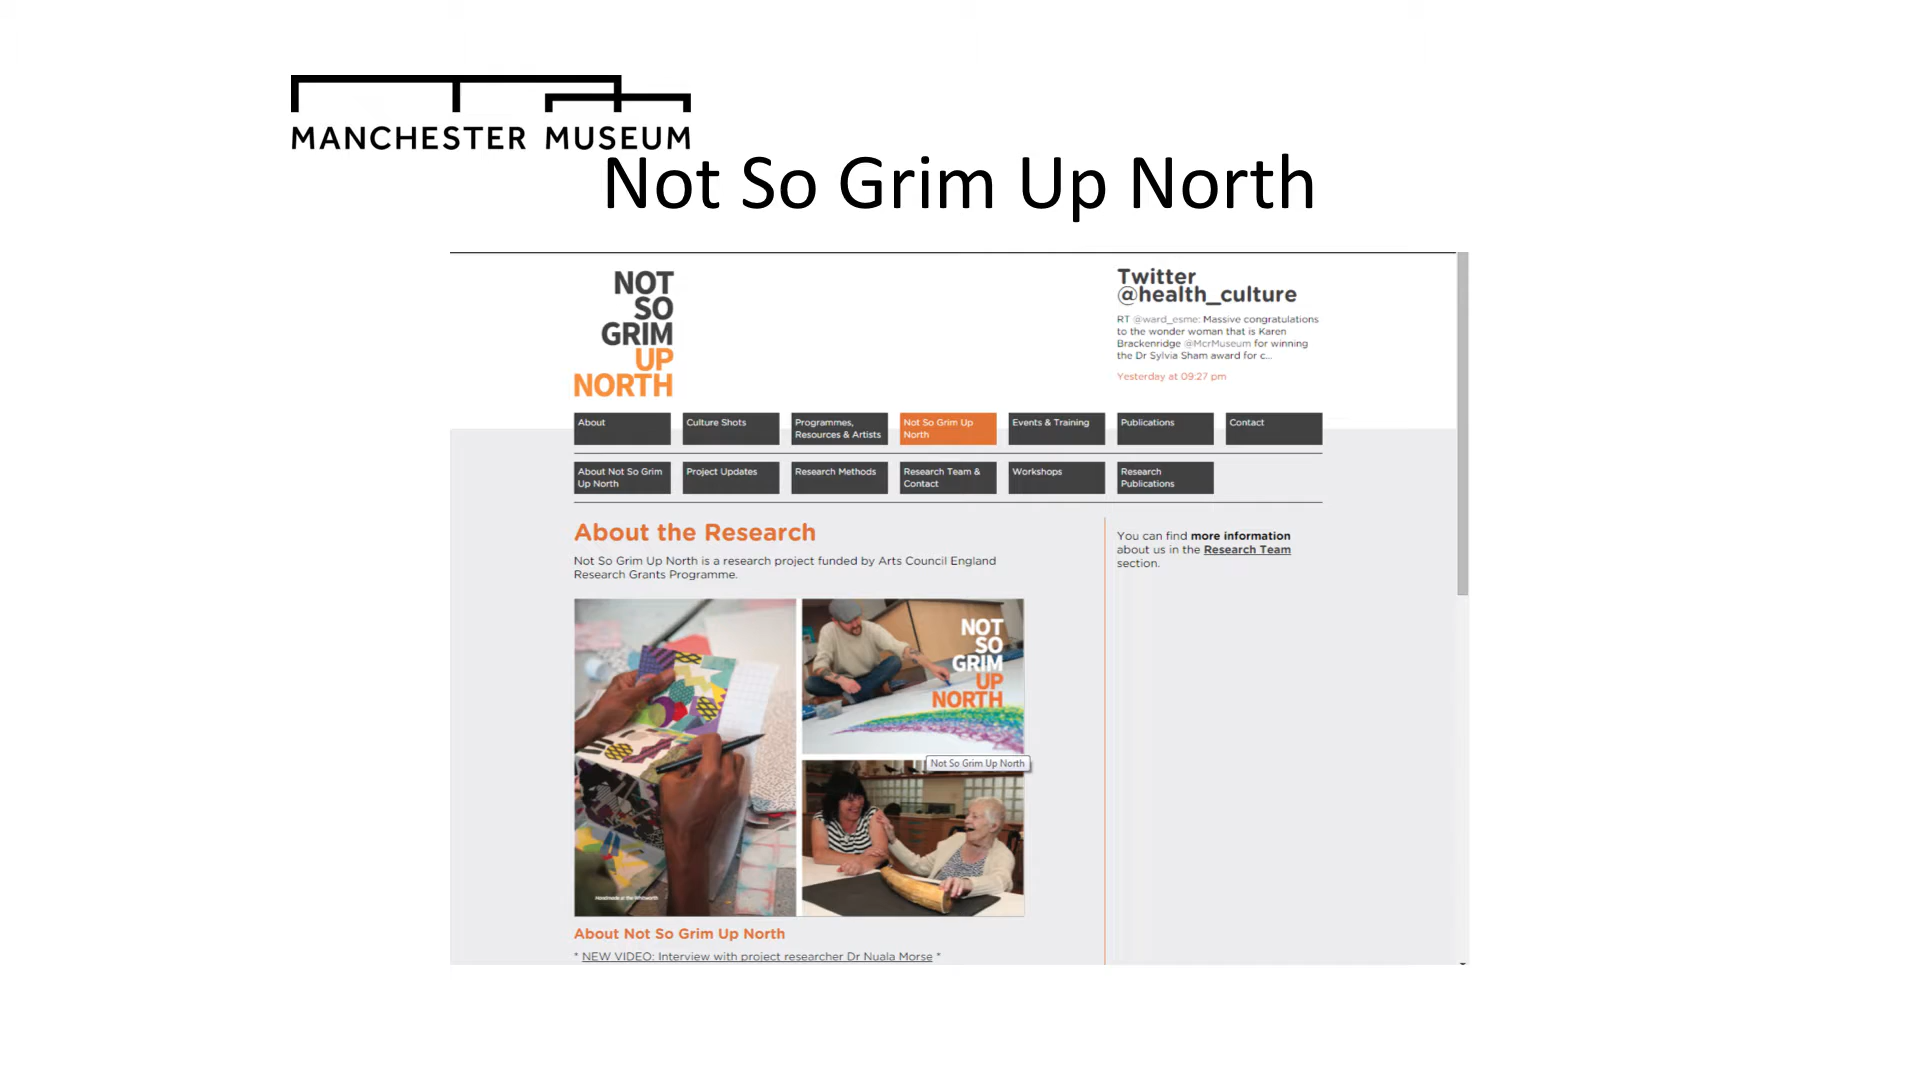 MANCHESTER MUSEUM
Not So Grim Up North
NOT
SO
GRIM
UP
NORTH
Twitter
@health_culture
RT @ward_esme: Massive congratulations
to the wonder woman that is Karen
Brackenridge @McrMuseum for winning
the Dr Sylvia Sham award for c...
Yesterday at 09:27 pm
About
Culture Shots
Programmes,
Resources & Artists
Not So Grim Up
North
Events & Training
Publications
Contact
About Not So Grim
Up North
Project Updates
Research Methods
Research Team &
Contact
Workshops
Research
Publications
About the Research
Not So Grim Up North is a research project funded by Arts Council England
Research Grants Programme.
You can find more information
about us in the Research Team
section.
NOT
SO
GRIM
UP
NORTH
Not So Grim Up North
Handmade at the Whitworth
About Not So Grim Up North
* NEW VIDEO: Interview with project researcher Dr Nuala Morse *